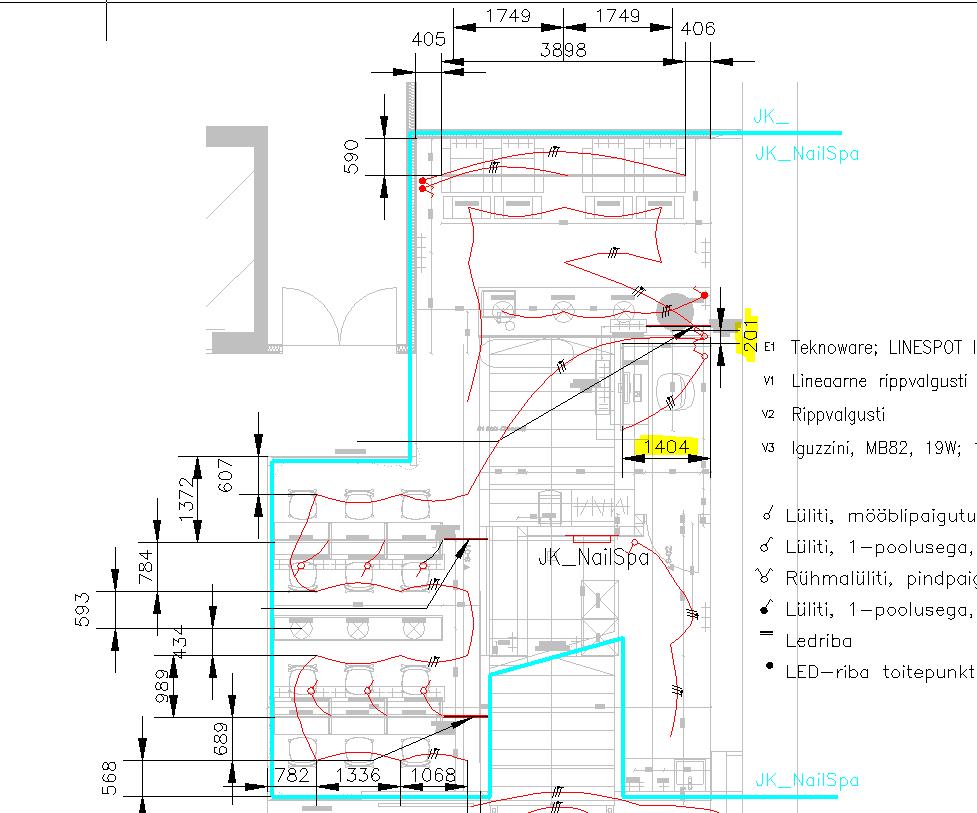 1749
1749
405
406
3898
JK_
JK_NailSpa
590
201
E1 Teknoware; LINESPOT
V1 Lineaarne rippvalgusti
V2 Rippvalgusti
V3 Iguzzini, MB82, 19W;
1404
607
1372
Lüliti, mööblipaigutu
Lüliti, 1-poolusega,
JK_NailSpa
784
Rühmalüliti, pindpaig
593
Lüliti, 1-poolusega,
434
Ledriba
989
LED-riba toitepunkt
689
568
782
1336
1068
JK_NailSpa